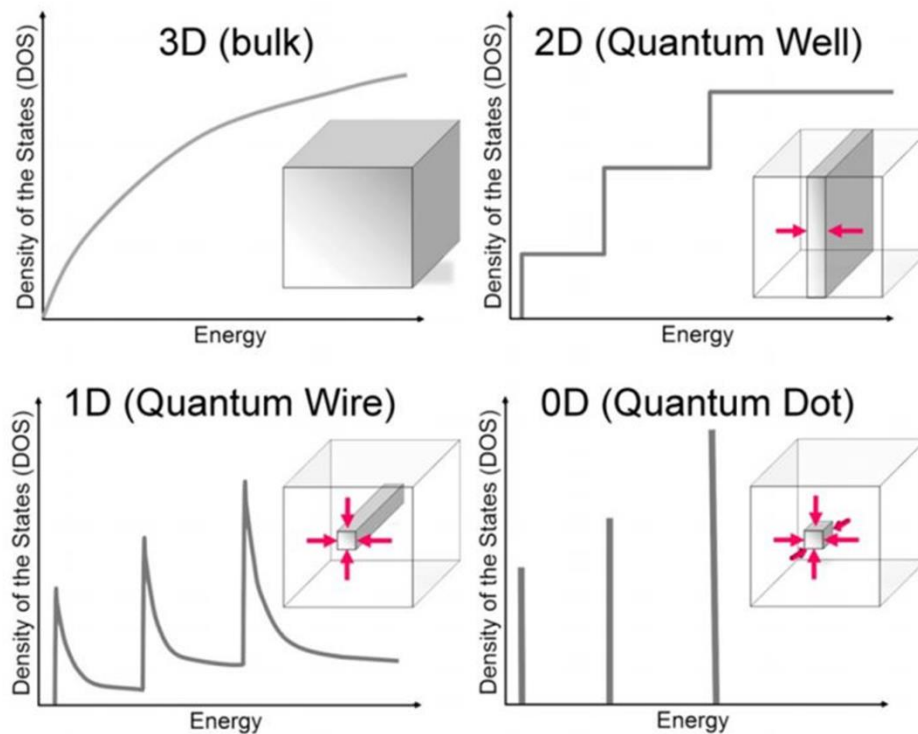 3D (bulk)
Density of the States (DOS)
Energy
2D (Quantum Well)
Density of the States (DOS)
Energy
1D (Quantum Wire)
Density of the States (DOS)
Energy
0D (Quantum Dot)
Density of the States (DOS)
Energy